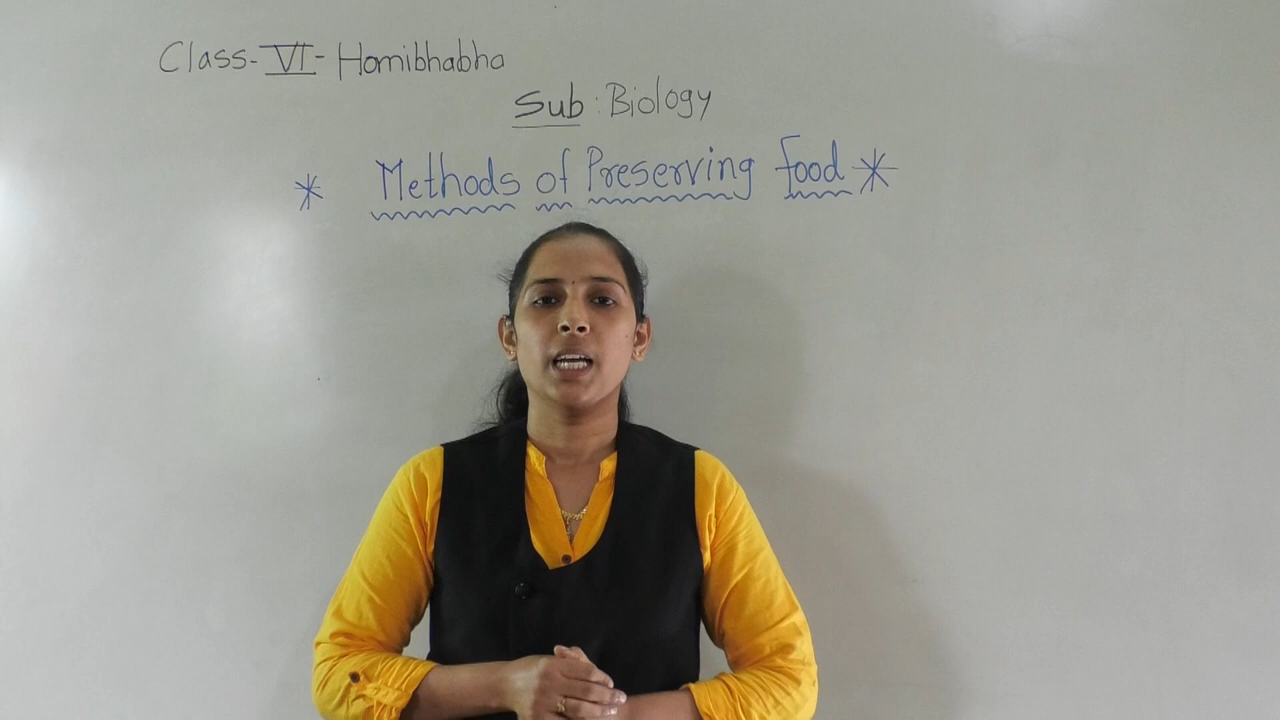 Class-VI-Homibhabha
Sub: Biology
* Methods of Preserving food *